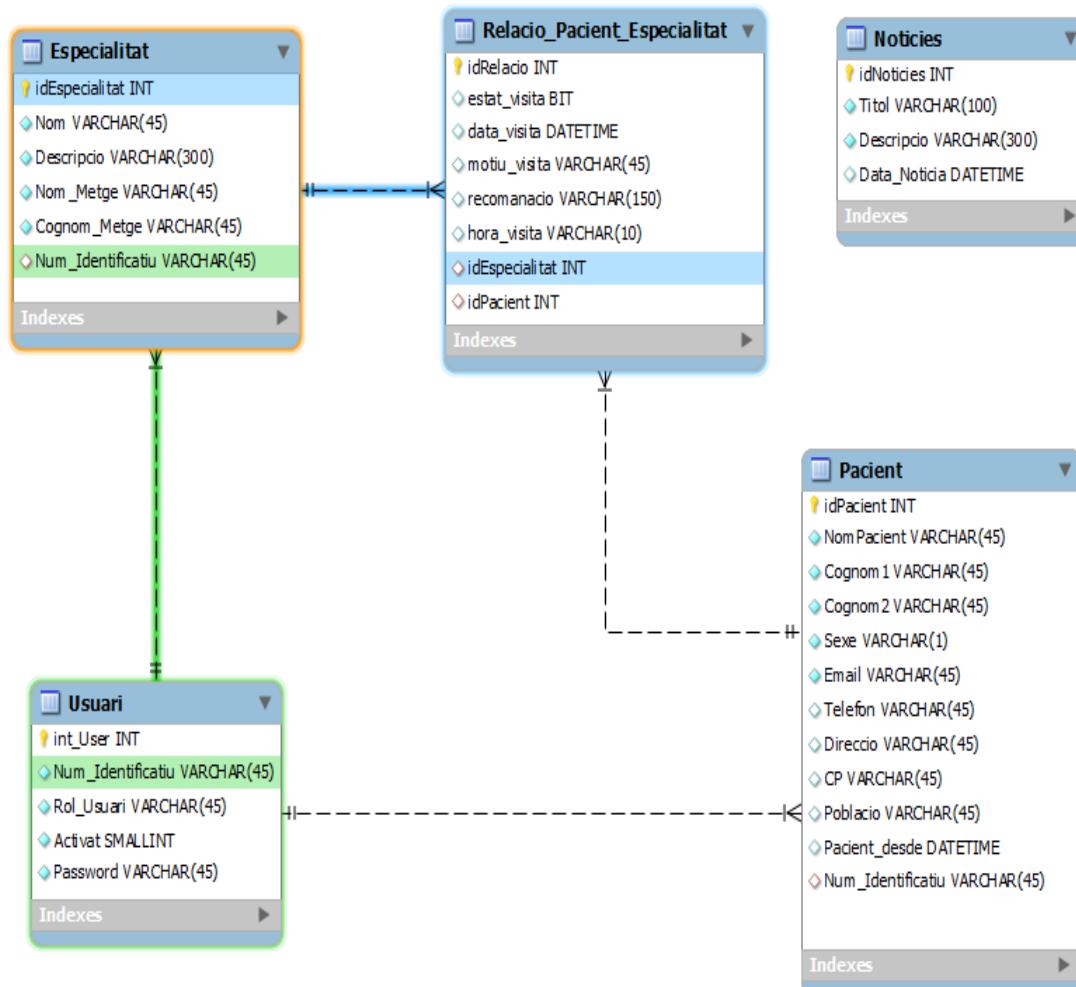 Especialitat
idEspecialitat INT
Nom VARCHAR(45)
Descripcio VARCHAR(300)
Nom_Metge VARCHAR(45)
Cognom_Metge VARCHAR(45)
Num_Identificatiu VARCHAR(45)
Indexes
Relacio_Pacient_Especialitat
idRelacio INT
estat_visita BIT
data_visita DATETIME
motiu_visita VARCHAR(45)
recomanacio VARCHAR(150)
hora_visita VARCHAR(10)
idEspecialitat INT
idPacient INT
Indexes
Noticies
idNoticies INT
Titol VARCHAR(100)
Descripcio VARCHAR(300)
Data_Noticia DATETIME
Indexes
Pacient
idPacient INT
NomPacient VARCHAR(45)
Cognom1 VARCHAR(45)
Cognom2 VARCHAR(45)
Sexe VARCHAR(1)
Email VARCHAR(45)
Telefon VARCHAR(45)
Direccio VARCHAR(45)
CP VARCHAR(45)
Poblacio VARCHAR(45)
Pacient_desde DATETIME
Num_Identificatiu VARCHAR(45)
Indexes
Usuari
int_User INT
Num_Identificatiu VARCHAR(45)
Rol_Usuari VARCHAR(45)
Activat SMALLINT
Password VARCHAR(45)
Indexes